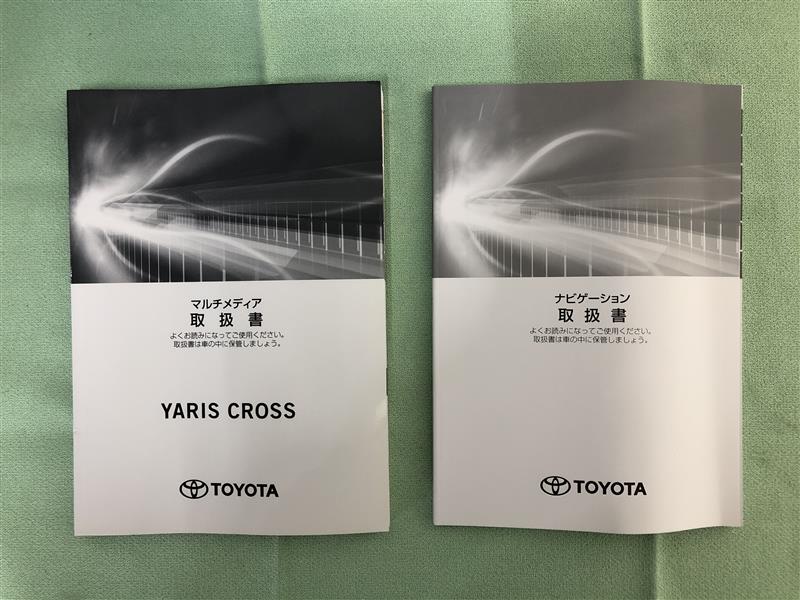 マルチメディア
取扱書
よくお読みになってご使用ください。
取扱書は車の中に保管しましょう。
YARIS CROSS
TOYOTA
ナビゲーション
取扱書
よくお読みになってご使用ください。
取扱書は車の中に保管しましょう。
TOYOTA